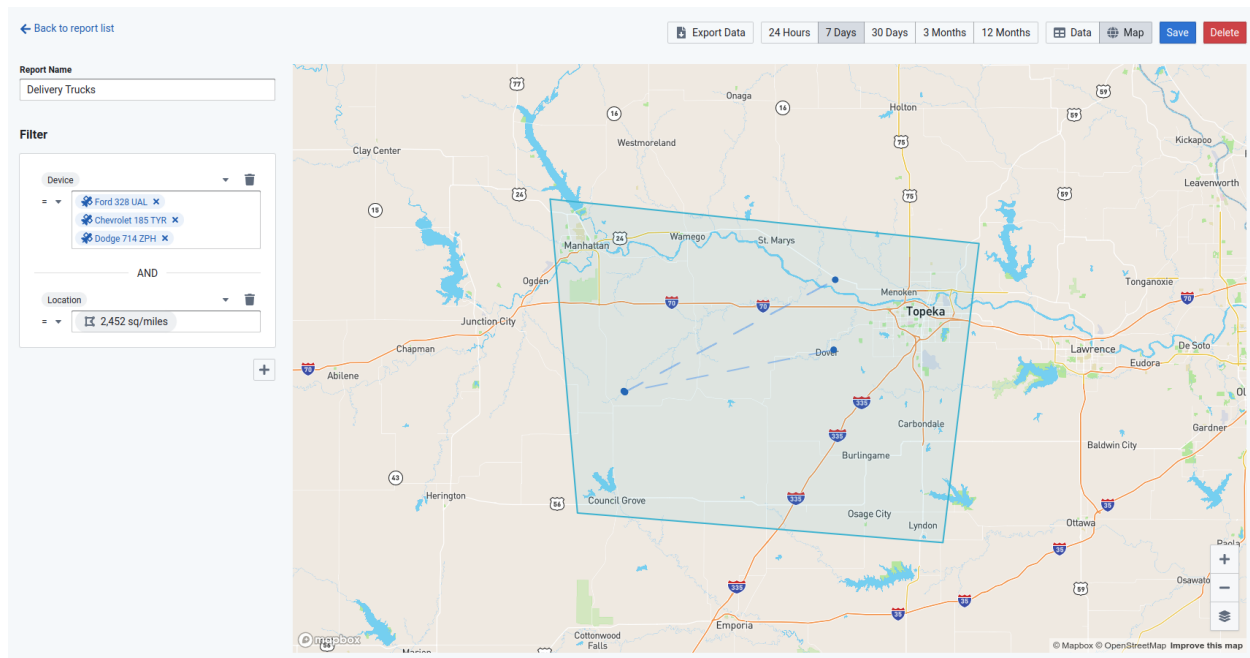 Back to report list
Export Data
24 Hours
7 Days
30 Days
3 Months
12 Months
Data
Map
Save
Delete
Report Name
Delivery Trucks
Filter
Device
=
Ford 328 UAL ×
Chevrolet 185 TYR ×
Dodge 714 ZPH ×
AND
Location
=
2,452 sq/miles
+
77
Onaga
59
16
16
Holton
59
75
Kickapoo
Westmoreland
Clay Center
Leavenworth
24
75
59
15
24
Wamego
St. Marys
Manhattan
Ogden
Menoken
Tonganoxie
70
70
70
Topeka
Junction City
Chapman
Dover
Lawrence
De Soto
Eudora
70
Abilene
335
Carbondale
Gardner
335
Baldwin City
Burlingame
43
Herington
335
Council Grove
56
35
Osage City
Lyndon
Ottawa
35
Paola
+
Osawato
335
59
−
35
35
Emporia
Cottonwood
Falls
mapbox
56
Marion
© Mapbox © OpenStreetMap Improve this map